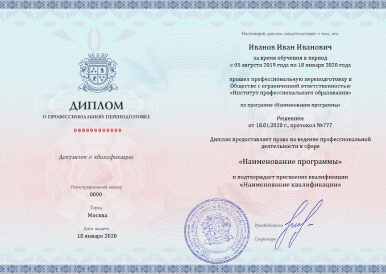 ДИПЛОМ
О ПРОФЕССИОНАЛЬНОЙ ПЕРЕПОДГОТОВКЕ
000000000000
Документ о квалификации
Регистрационный номер
0000
Город
Москва
Дата выдачи
18 января 2020
Настоящий диплом свидетельствует о том, что
Иванов Иван Иванович
за время обучения в период
с 05 августа 2019 года по 18 января 2020 года
прошел профессиональную переподготовку в
Обществе с ограниченной ответственностью
«Институт профессионального образования»
по программе «Наименование программы»
Решением
от 18.01.2020 г., протокол №777
Диплом предоставляет право на ведение профессиональной
деятельности в сфере
«Наименование программы»
и подтверждает присвоение квалификации
«Наименование квалификации»
Руководитель
Секретарь